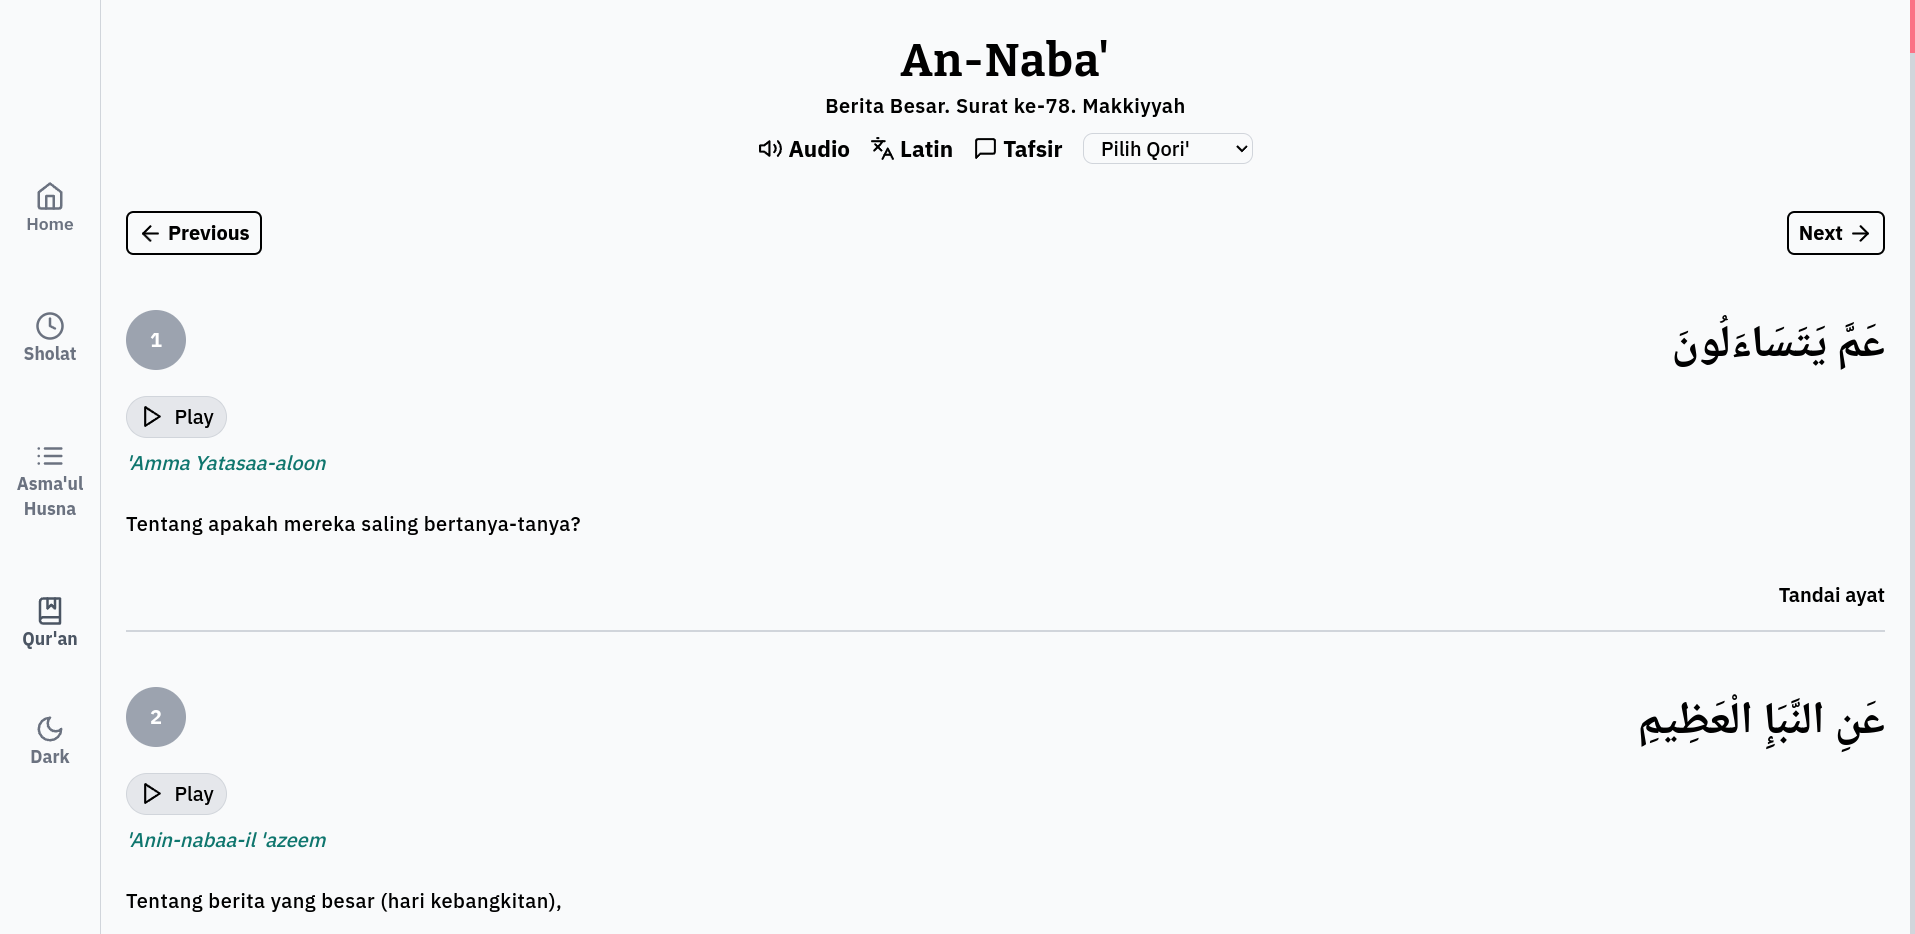 Home
Sholat
Asma'ul
Husna
Qur'an
Dark
An-Naba'
Berita Besar. Surat ke-78. Makkiyyah
Audio Latin Tafsir Pilih Qori'
Previous Next
1 عَمَّ يَتَسَاءَلُونَ
Play
'Amma Yatasaa-aloon
Tentang apakah mereka saling bertanya-tanya?
Tandai ayat
2 عَنِ النَّبَإِ الْعَظِيمِ
Play
'Anin-nabaa-il 'azeem
Tentang berita yang besar (hari kebangkitan),